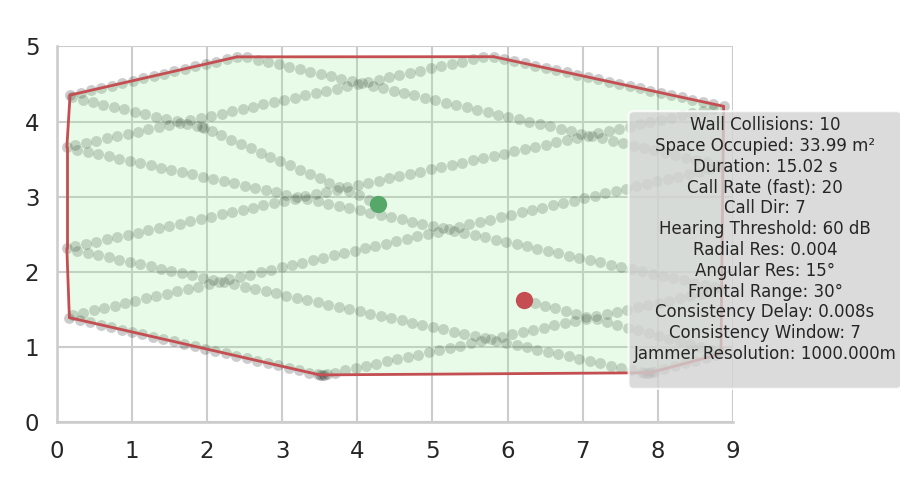 5
4
3
2
1
0
0 1 2 3 4 5 6 7 8 9
Wall Collisions: 10
Space Occupied: 33.99 m²
Duration: 15.02 s
Call Rate (fast): 20
Call Dir: 7
Hearing Threshold: 60 dB
Radial Res: 0.004
Angular Res: 15°
Frontal Range: 30°
Consistency Delay: 0.008s
Consistency Window: 7
Jammer Resolution: 1000.000m